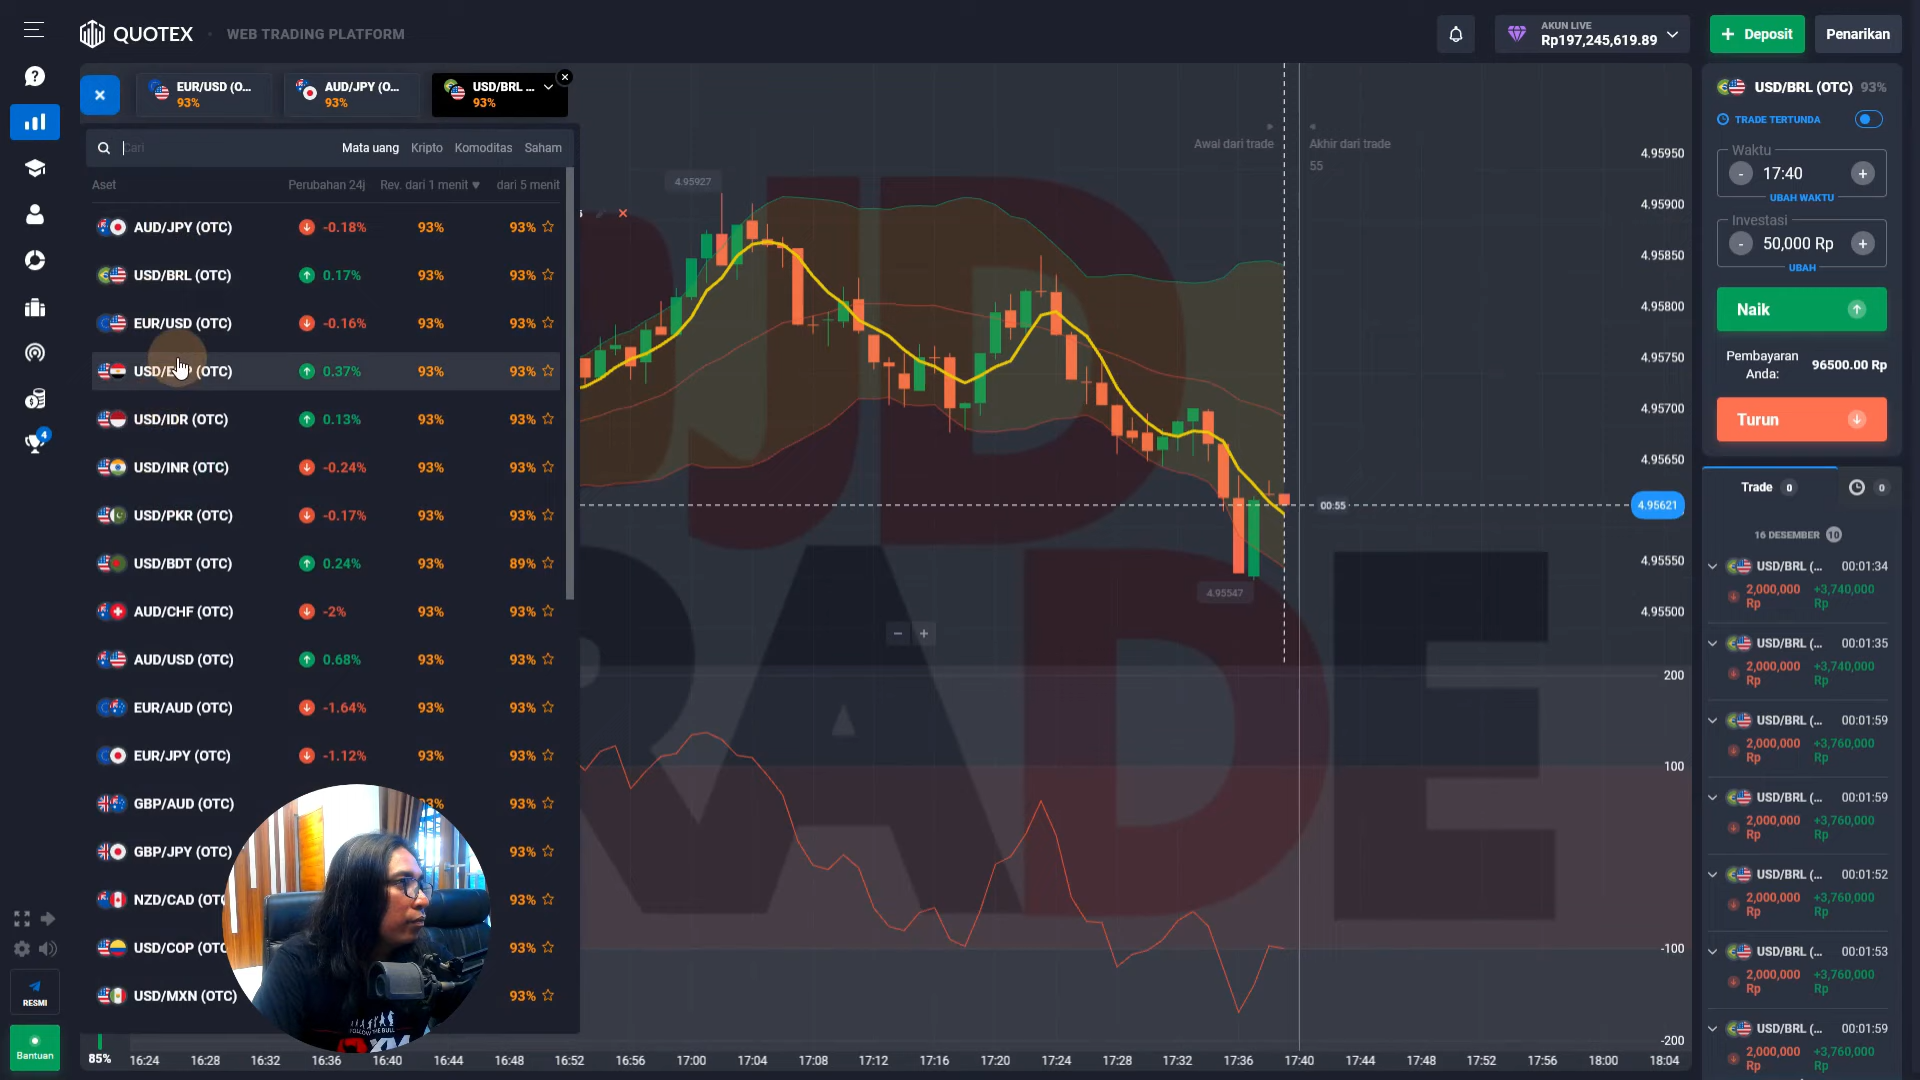 QUOTEX
WEB TRADING PLATFORM
AKUN LIVE
Rp197,245,619.89
+ Deposit
Penarikan
EUR/USD (O...
93%
AUD/JPY (O...
93%
USD/BRL ...
93%
Cari
Mata uang
Kripto
Komoditas
Saham
Aset
Perubahan 24j
Rev. dari 1 menit
dari 5 menit
AUD/JPY (OTC) -0.18% 93% 93%
USD/BRL (OTC) 0.17% 93% 93%
EUR/USD (OTC) -0.16% 93% 93%
(OTC) 0.37% 93% 93%
USD/IDR (OTC) 0.13% 93% 93%
USD/INR (OTC) -0.24% 93% 93%
USD/PKR (OTC) -0.17% 93% 93%
USD/BDT (OTC) 0.24% 93% 89%
AUD/CHF (OTC) -2% 93% 93%
AUD/USD (OTC) 0.68% 93% 93%
EUR/AUD (OTC) -1.64% 93% 93%
EUR/JPY (OTC) -1.12% 93% 93%
GBP/AUD (OTC) 93% 93%
GBP/JPY (OTC) 93%
NZD/CAD (OTC 93%
USD/COP (OTC 93%
USD/MXN (OTC) 93%
RESMI
Bantuan
85%
Awal dari trade
Akhir dari trade
55
4.95927
4.95547
00:55
JD
TRADE
4.95950
4.95900
4.95850
4.95800
4.95750
4.95700
4.95650
4.95621
4.95550
4.95500
200
100
-100
-200
16:24 16:28 16:32 16:36 16:40 16:44 16:48 16:52 16:56 17:00 17:04 17:08 17:12 17:16 17:20 17:24 17:28 17:32 17:36 17:40 17:44 17:48 17:52 17:56 18:00 18:04
FOLLOW THE BULL
XM
USD/BRL (OTC) 93%
TRADE TERTUNDA
Waktu
- 17:40 +
UBAH WAKTU
Investasi
- 50,000 Rp +
UBAH
Naik
Pembayaran
Anda:
96500.00 Rp
Turun
Trade 0
0
16 DESEMBER 10
USD/BRL (... 00:01:34
2,000,000 +3,740,000
Rp Rp
USD/BRL (... 00:01:35
2,000,000 +3,740,000
Rp Rp
USD/BRL (... 00:01:59
2,000,000 +3,760,000
Rp Rp
USD/BRL (... 00:01:59
2,000,000 +3,760,000
Rp Rp
USD/BRL (... 00:01:52
2,000,000 +3,760,000
Rp Rp
USD/BRL (... 00:01:53
2,000,000 +3,760,000
Rp Rp
USD/BRL (... 00:01:59
2,000,000 +3,760,000
Rp Rp
4